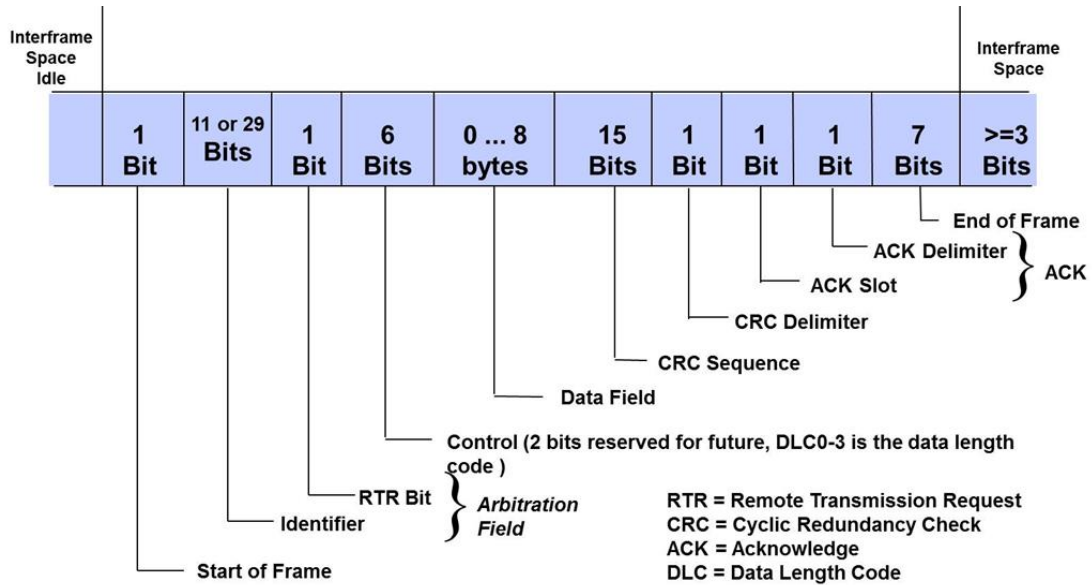 Interframe
Space
Idle
Interframe
Space
1
Bit
11 or 29
Bits
1
Bit
6
Bits
0 ... 8
bytes
15
Bits
1
Bit
1
Bit
1
Bit
7
Bits
>=3
Bits
End of Frame
ACK Delimiter
ACK
ACK Slot
CRC Delimiter
CRC Sequence
Data Field
Control (2 bits reserved for future, DLC0-3 is the data length
code )
RTR Bit
Arbitration
Field
Identifier
Start of Frame
RTR = Remote Transmission Request
CRC = Cyclic Redundancy Check
ACK = Acknowledge
DLC = Data Length Code